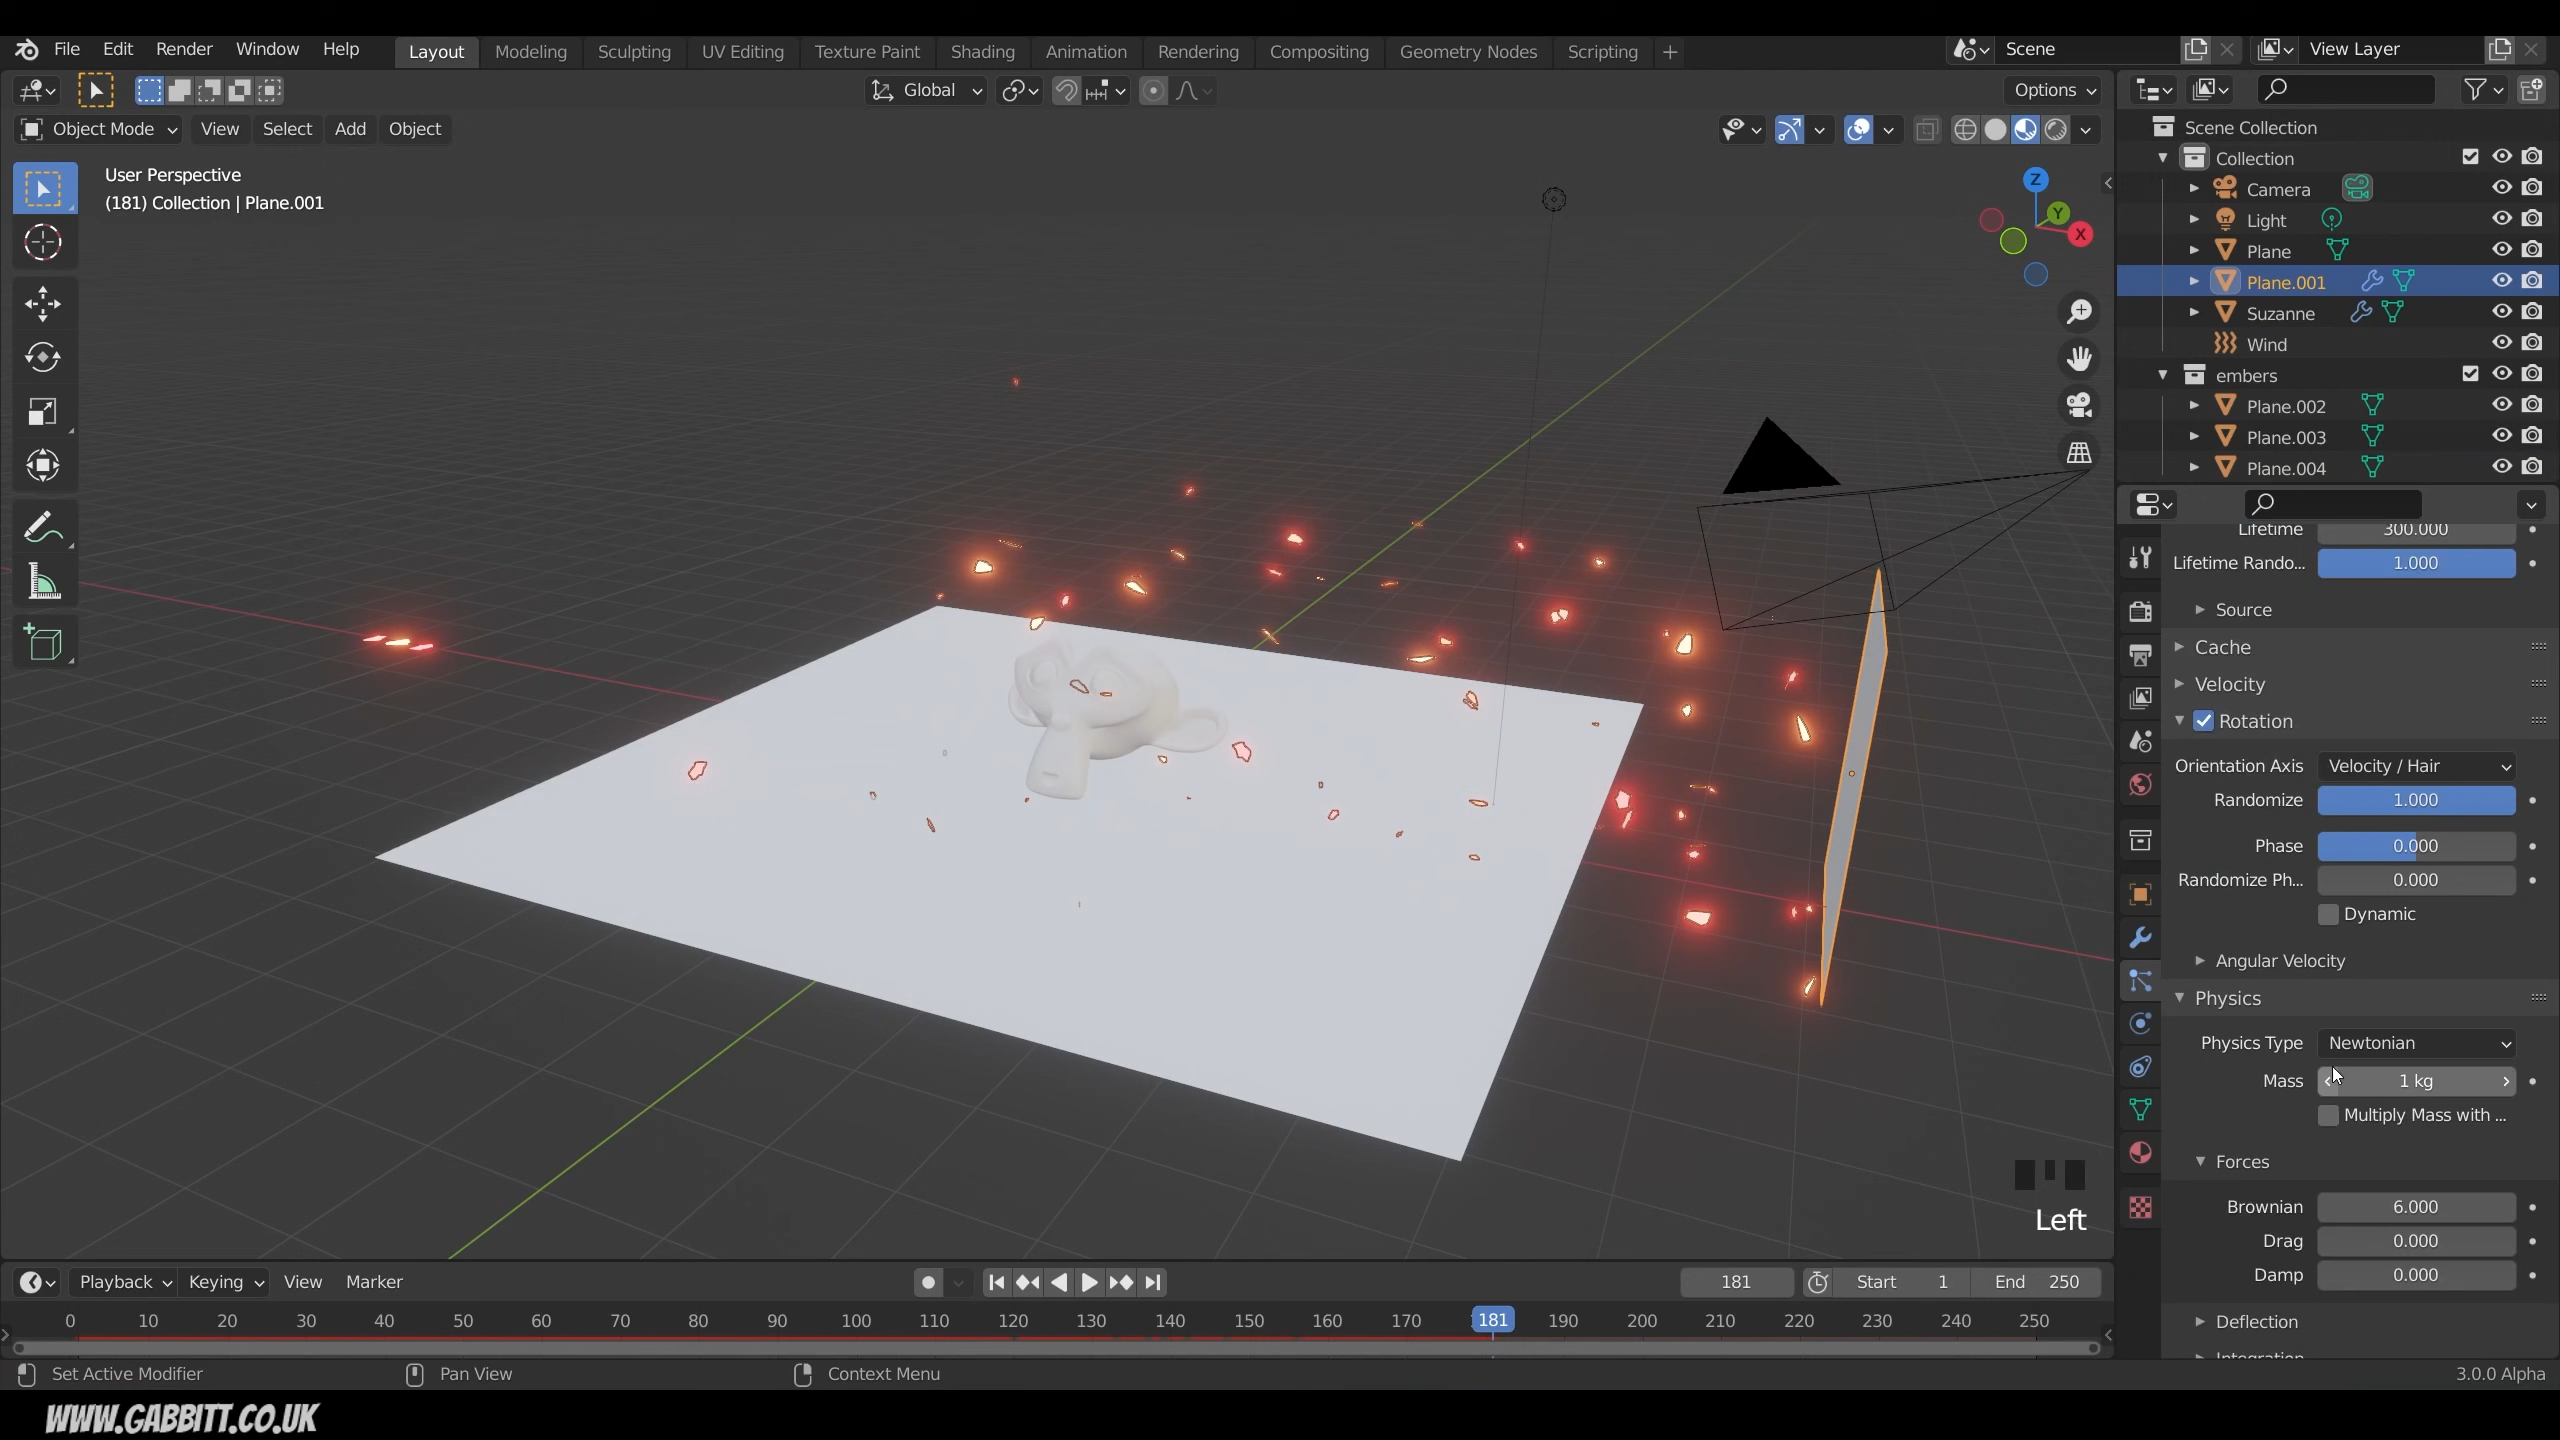 File Edit Render Window Help Layout Modeling Sculpting UV Editing Texture Paint Shading Animation Rendering Compositing Geometry Nodes Scripting + Scene View Layer
Global Options
Object Mode View Select Add Object
User Perspective
(181) Collection | Plane.001
Z
Y
X
Scene Collection
Collection
Camera
Light
Plane
Plane.001
Suzanne
Wind
embers
Plane.002
Plane.003
Plane.004
Lifetime 300.000
Lifetime Rando... 1.000
Source
Cache
Velocity
Rotation
Orientation Axis Velocity / Hair
Randomize 1.000
Phase 0.000
Randomize Ph... 0.000
Dynamic
Angular Velocity
Physics
Physics Type Newtonian
Mass 1 kg
Multiply Mass with ...
Forces
Brownian 6.000
Drag 0.000
Damp 0.000
Deflection
Integration
Left
Playback Keying View Marker 181 Start 1 End 250
0 10 20 30 40 50 60 70 80 90 100 110 120 130 140 150 160 170 181 190 200 210 220 230 240 250
Set Active Modifier Pan View Context Menu 3.0.0 Alpha
WWW.GABBITT.CO.UK